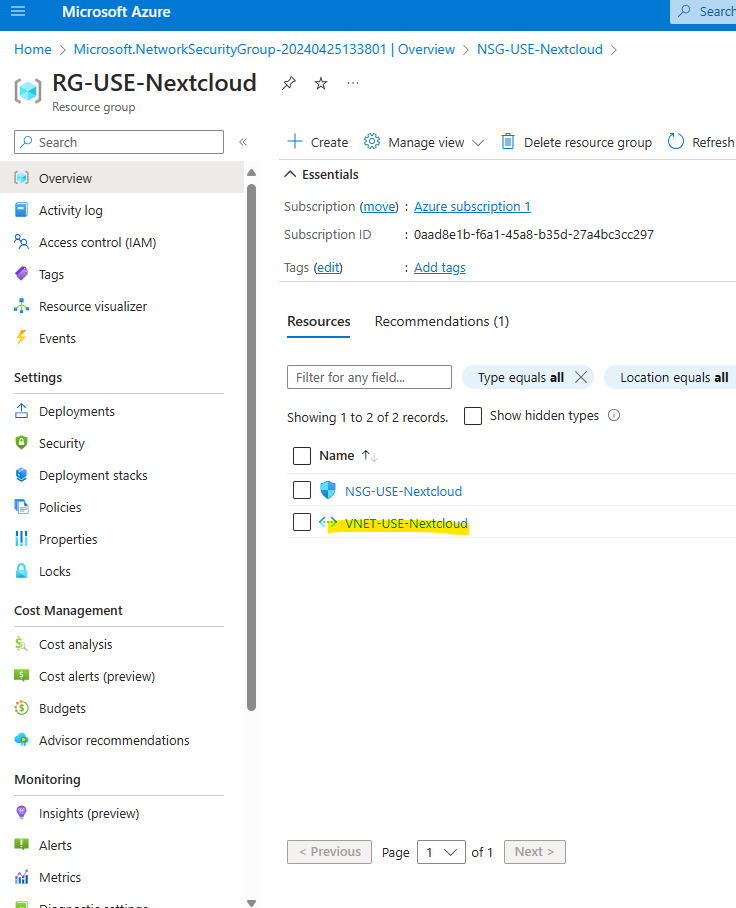 Microsoft Azure
Search
Home > Microsoft.NetworkSecurityGroup-20240425133801 | Overview > NSG-USE-Nextcloud >
RG-USE-Nextcloud
Resource group
Search
Create
Manage view
Delete resource group
Refresh
Overview
Activity log
Access control (IAM)
Tags
Resource visualizer
Events
Settings
Deployments
Security
Deployment stacks
Policies
Properties
Locks
Cost Management
Cost analysis
Cost alerts (preview)
Budgets
Advisor recommendations
Monitoring
Insights (preview)
Alerts
Metrics
Diagnostic settings
Essentials
Subscription (move) : Azure subscription 1
Subscription ID : 0aad8e1b-f6a1-45a8-b35d-27a4bc3cc297
Tags (edit) : Add tags
Resources Recommendations (1)
Filter for any field...
Type equals all
Location equals all
Showing 1 to 2 of 2 records.
Show hidden types
Name
NSG-USE-Nextcloud
VNET-USE-Nextcloud
< Previous Page 1 of 1 Next >